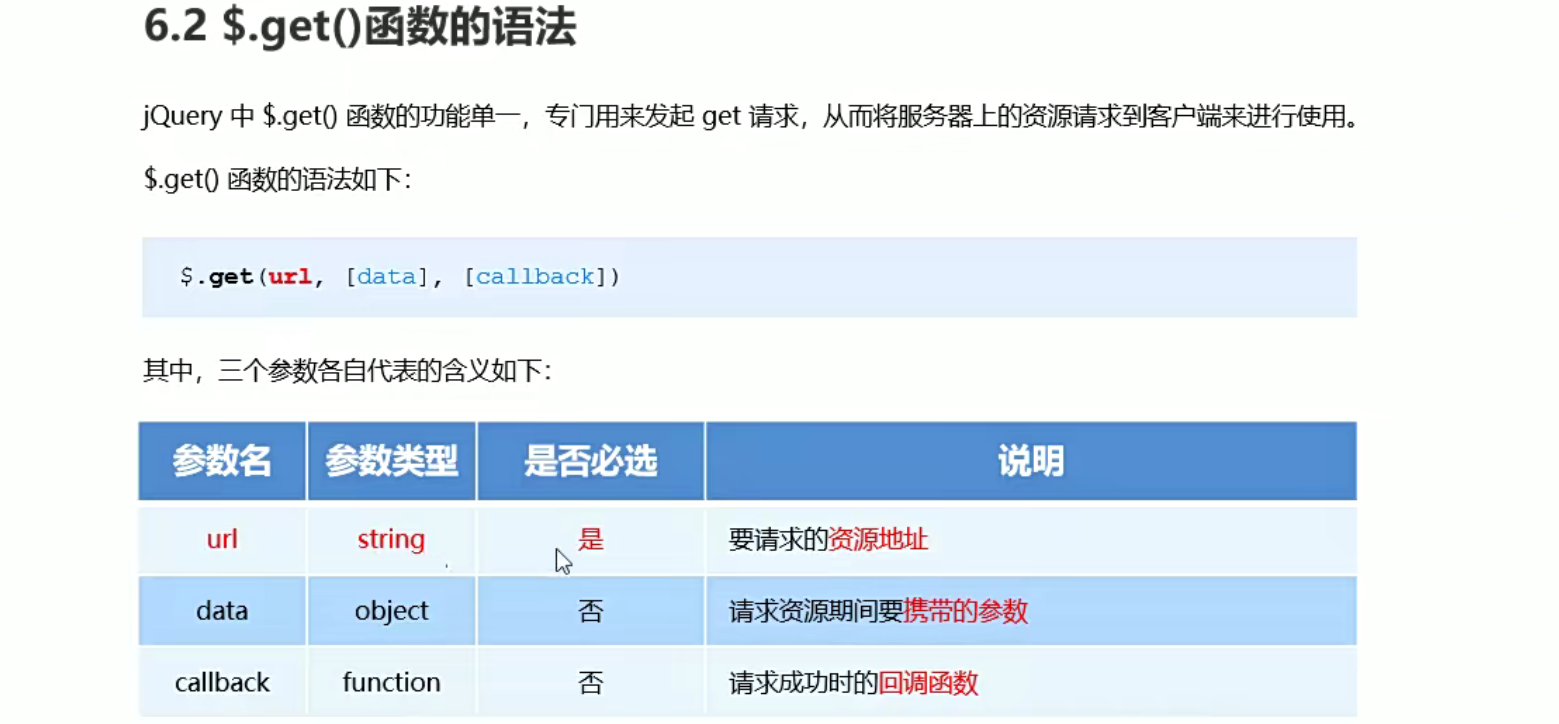 6.2 $.get()函数的语法
jQuery 中 $.get() 函数的功能单一，专门用来发起 get 请求，从而将服务器上的资源请求到客户端来进行使用。
$.get() 函数的语法如下：
$.get(url, [data], [callback])
其中，三个参数各自代表的含义如下：
参数名 参数类型 是否必选 说明
url string 是 要请求的资源地址
data object 否 请求资源期间要携带的参数
callback function 否 请求成功时的回调函数